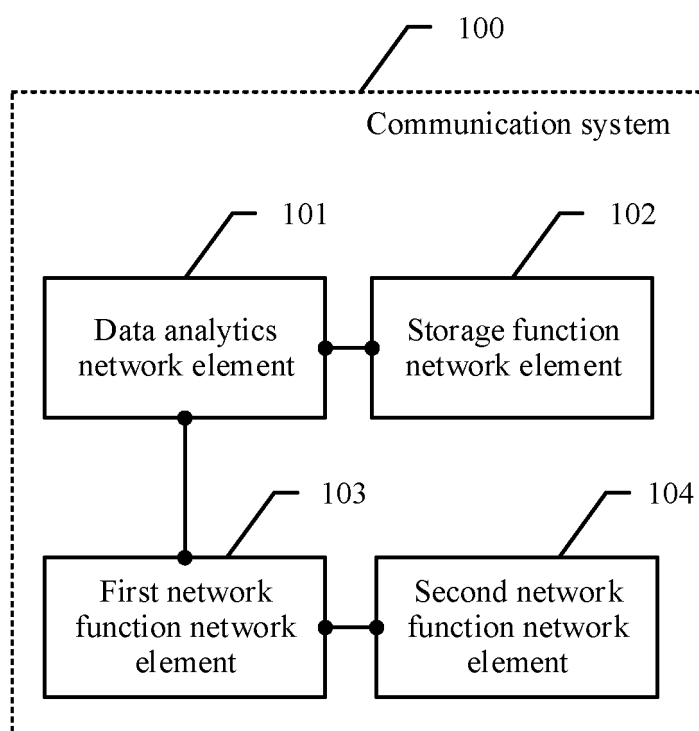 100
Communication system
101
102
Data analytics
network element
Storage function
network element
103
104
First network
function network
element
Second network
function network
element